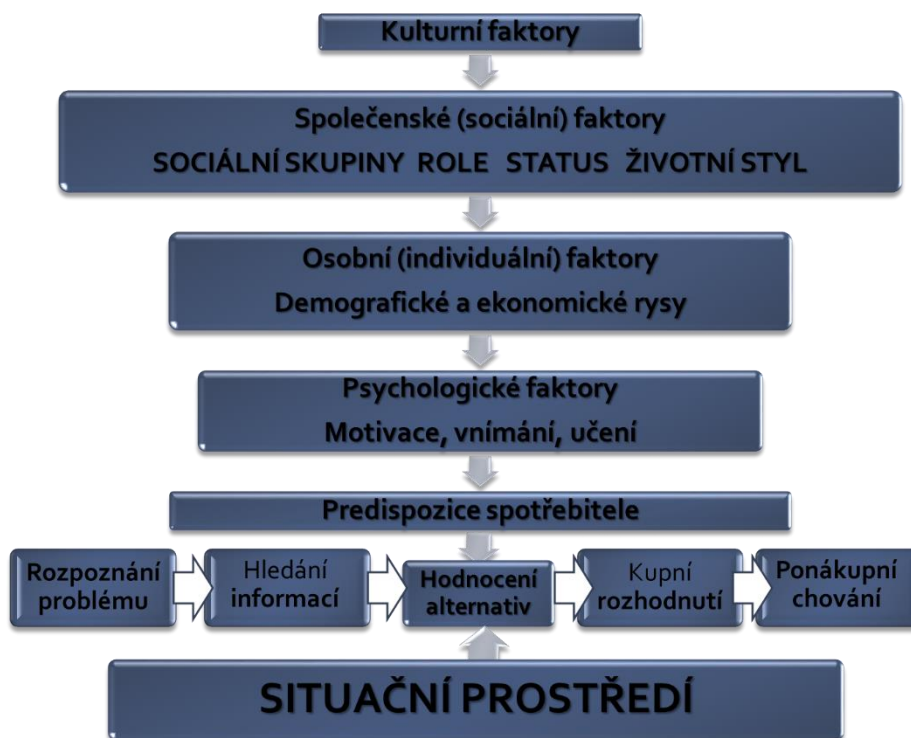 Kulturní faktory
Společenské (sociální) faktory
SOCIÁLNÍ SKUPINY ROLE STATUS ŽIVOTNÍ STYL
Osobní (individuální) faktory
Demografické a ekonomické rysy
Psychologické faktory
Motivace, vnímání, učení
Predispozice spotřebitele
Rozpoznání
problému
Hledání
informací
Hodnocení
alternativ
Kupní
rozhodnutí
Ponákupní
chování
SITUAČNÍ PROSTŘEDÍ